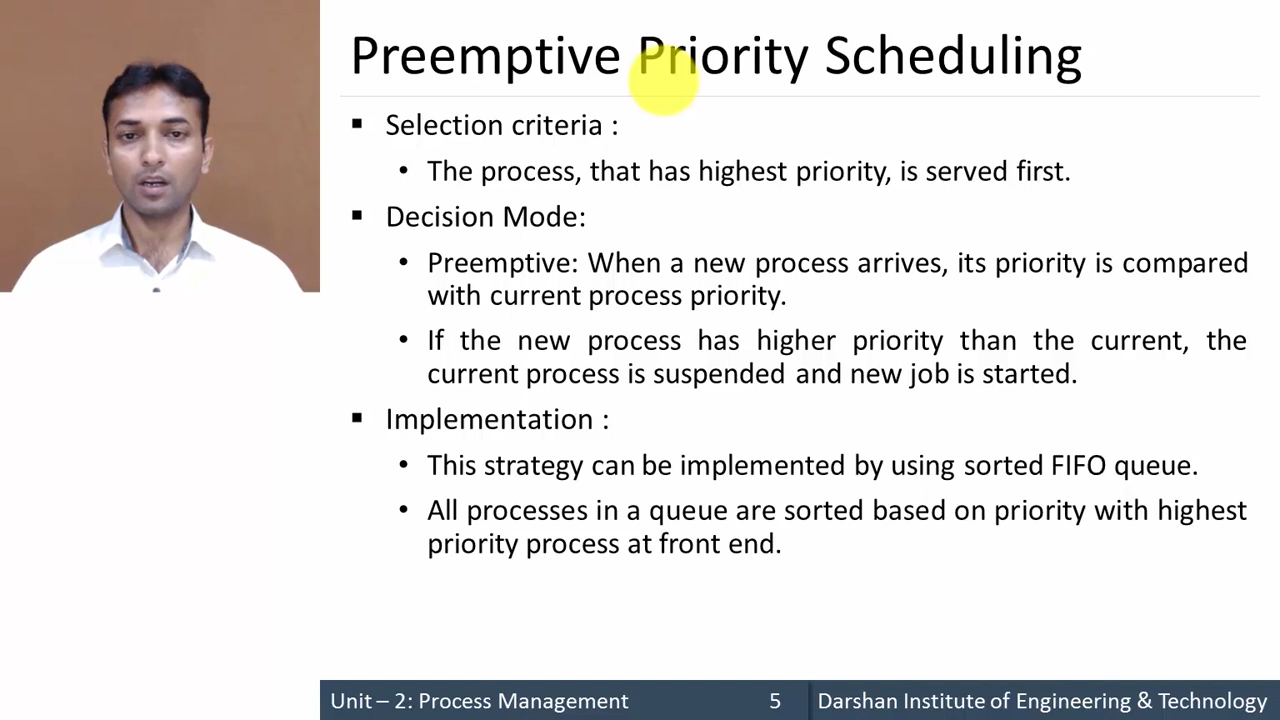 Preemptive Priority Scheduling
▪ Selection criteria :
• The process, that has highest priority, is served first.
▪ Decision Mode:
• Preemptive: When a new process arrives, its priority is compared
with current process priority.
• If the new process has higher priority than the current, the
current process is suspended and new job is started.
▪ Implementation :
• This strategy can be implemented by using sorted FIFO queue.
• All processes in a queue are sorted based on priority with highest
priority process at front end.
Unit – 2: Process Management 5 Darshan Institute of Engineering & Technology